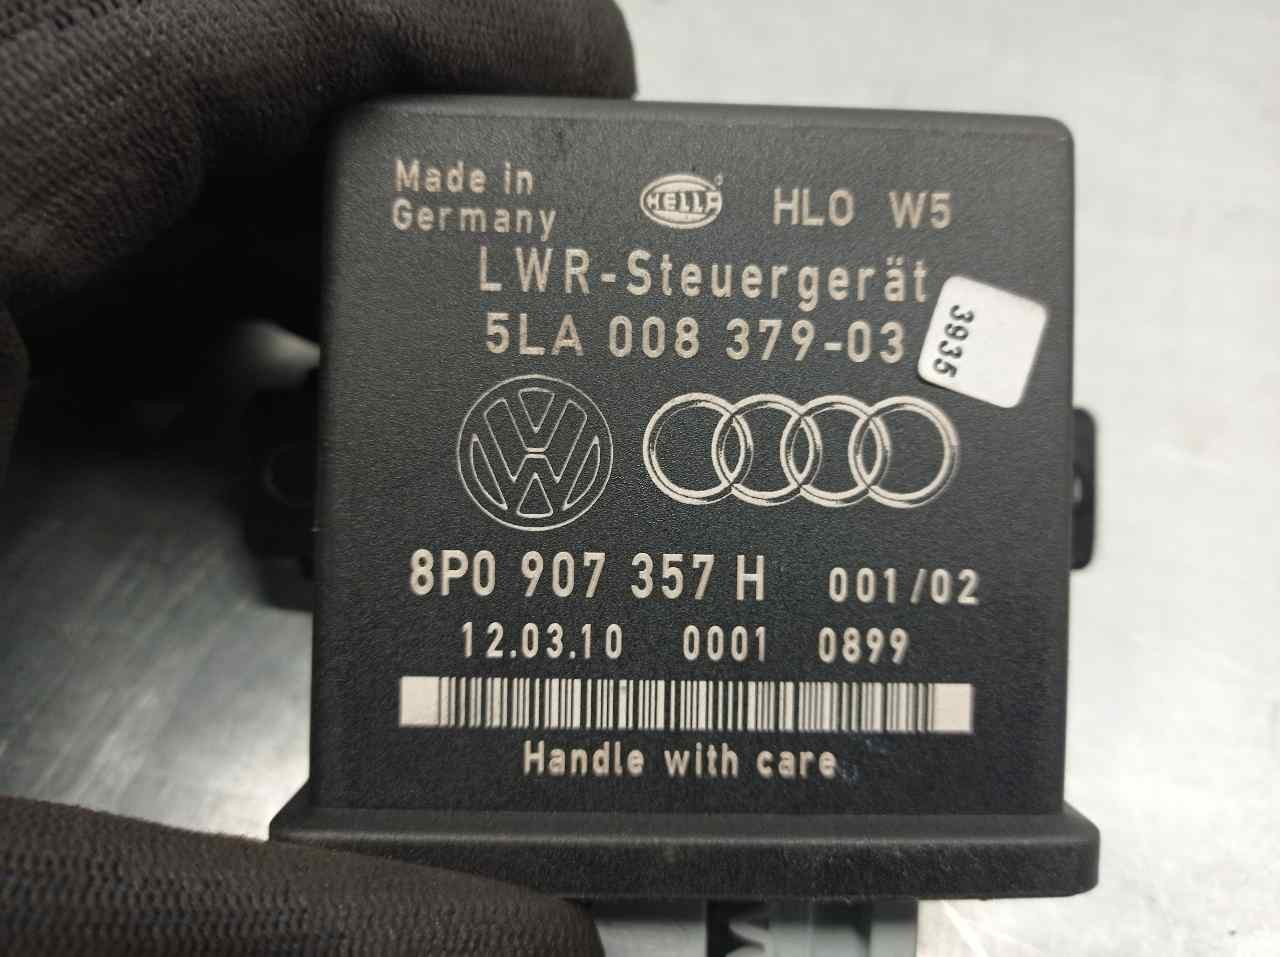 Made in
Germany
HELLA
HLO W5
LWR-Steuergerät
5LA 008 379-03
3935
8P0 907 357 H 001/02
12.03.10 0001 0899
Handle with care